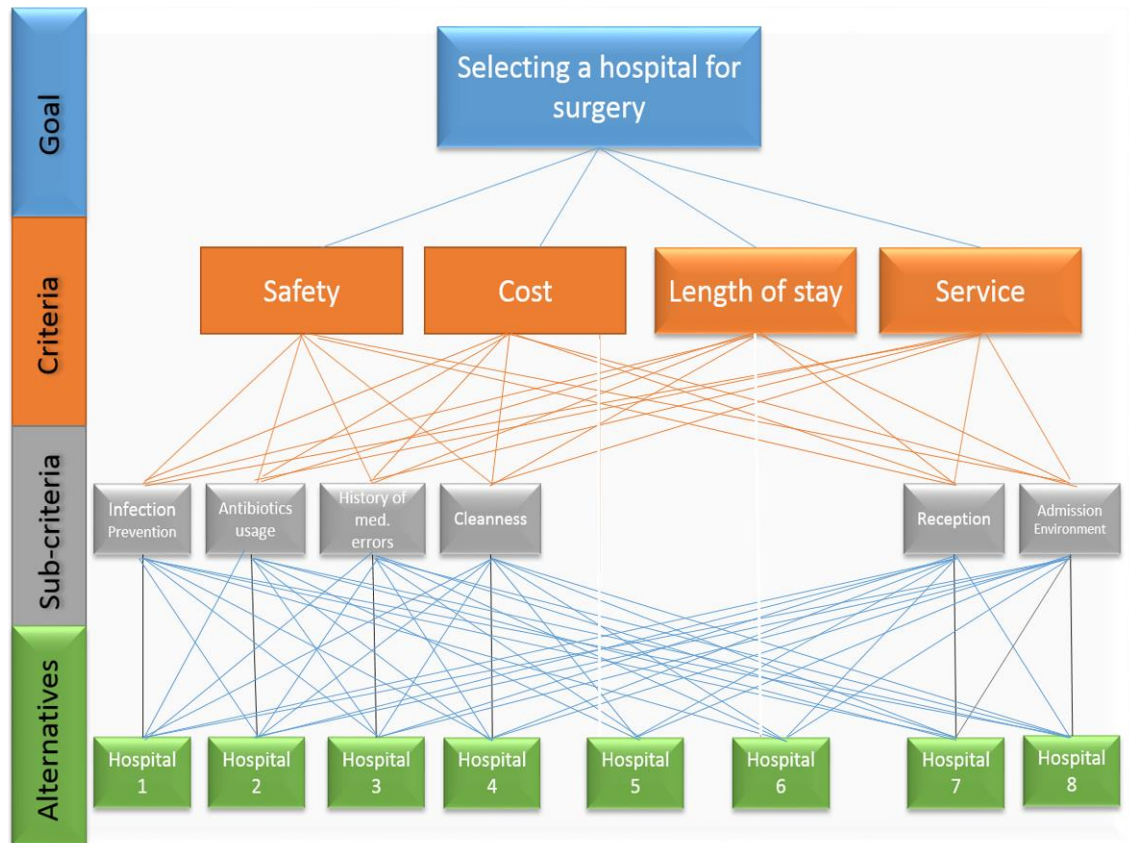 Goal
Selecting a hospital for
surgery
Criteria
Safety
Cost
Length of stay
Service
Sub-criteria
Infection
Prevention
Antibiotics
usage
History of
med.
errors
Cleanness
Reception
Admission
Environment
Alternatives
Hospital
1
Hospital
2
Hospital
3
Hospital
4
Hospital
5
Hospital
6
Hospital
7
Hospital
8